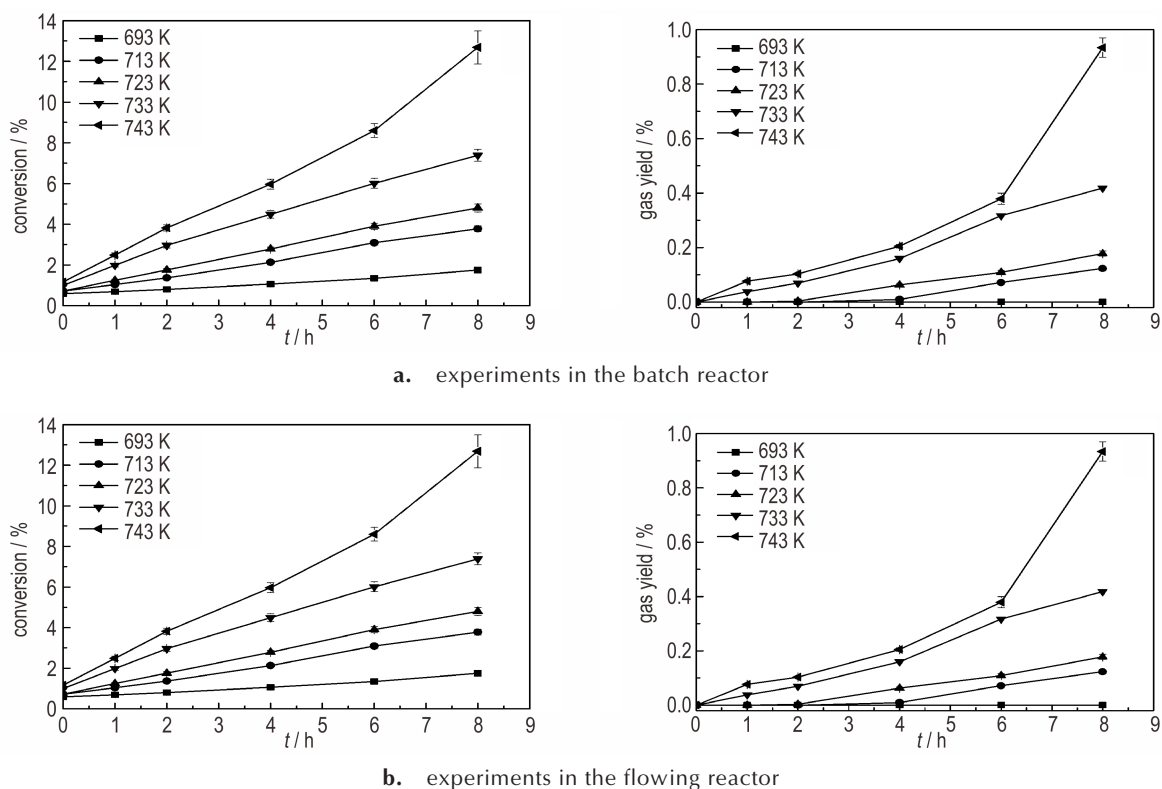 14
12
10
8
6
4
2
0
conversion / %
693 K
713 K
723 K
733 K
743 K
0 1 2 3 4 5 6 7 8 9
t / h
1.0
0.8
0.6
0.4
0.2
0.0
gas yield / %
693 K
713 K
723 K
733 K
743 K
0 1 2 3 4 5 6 7 8 9
t / h
a. experiments in the batch reactor
14
12
10
8
6
4
2
0
conversion / %
693 K
713 K
723 K
733 K
743 K
0 1 2 3 4 5 6 7 8 9
t / h
1.0
0.8
0.6
0.4
0.2
0.0
gas yield / %
693 K
713 K
723 K
733 K
743 K
0 1 2 3 4 5 6 7 8 9
t / h
b. experiments in the flowing reactor